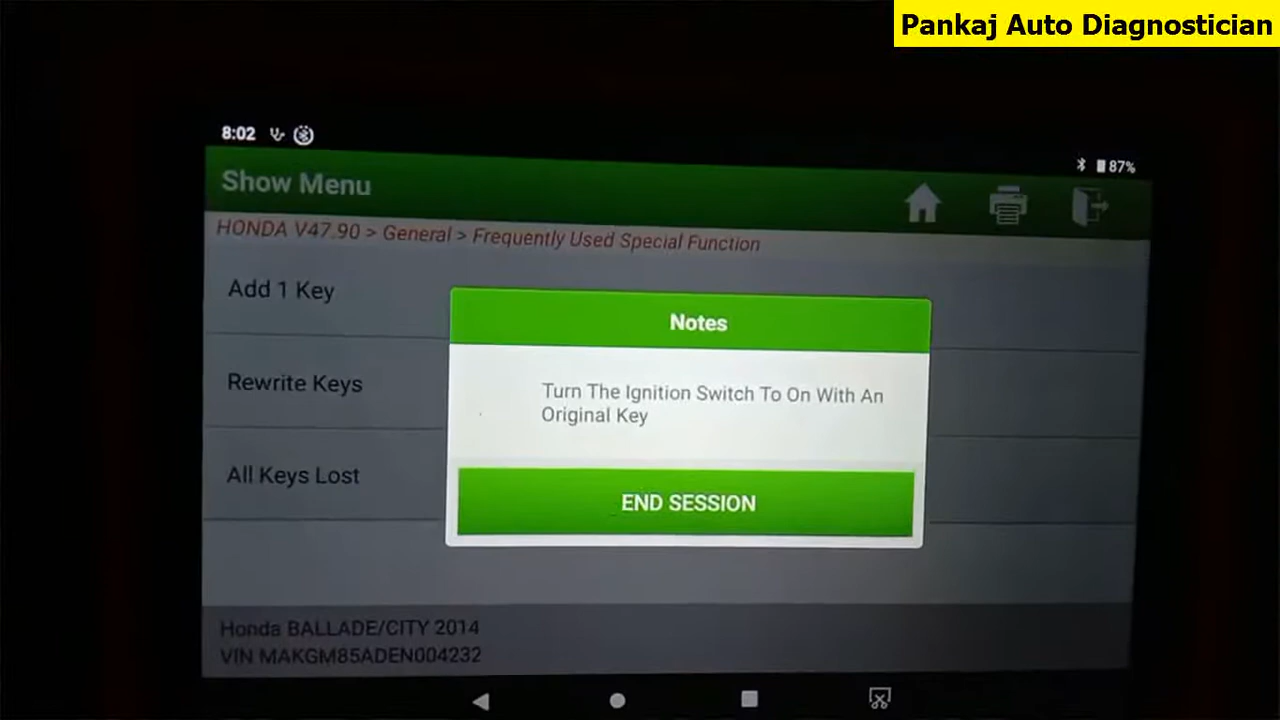 Pankaj Auto Diagnostician
8:02
87%
Show Menu
HONDA V47.90 > General > Frequently Used Special Function
Add 1 Key
Rewrite Keys
All Keys Lost
Notes
Turn The Ignition Switch To On With An
Original Key
END SESSION
Honda BALLADE/CITY 2014
VIN MAKGM85ADEN004232